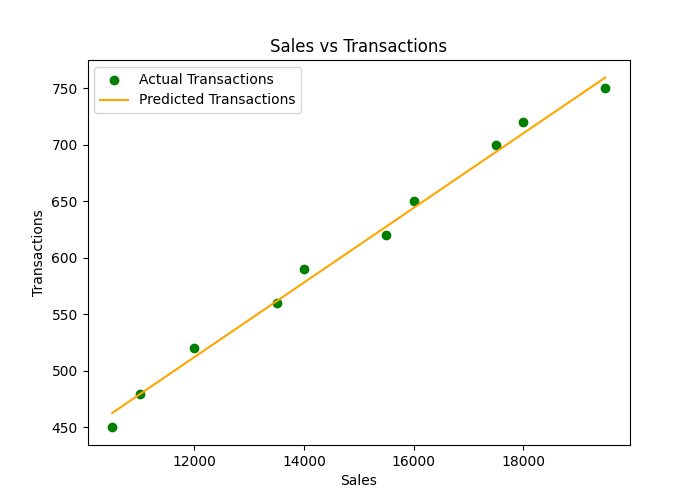 Sales vs Transactions
Actual Transactions
Predicted Transactions
Transactions
750
700
650
600
550
500
450
12000 14000 16000 18000
Sales